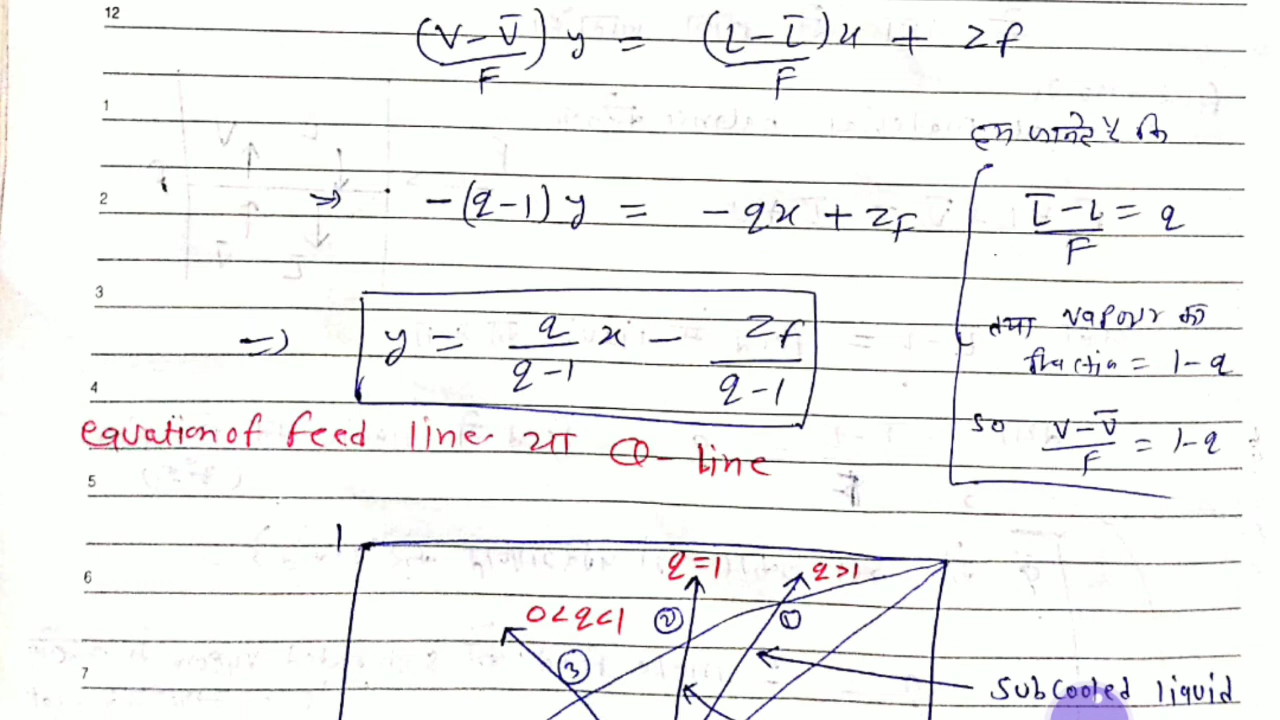 12
(V-V̅)/F y = (L-L̅)/F x + zf
1
हम जानते है कि
2
⇒ -(q-1)y = -qx + zF
(L̅-L)/F = q
3
तथा vapour की
fraction = 1-q
⇒ y = q/(q-1) x - zf/(q-1)
4
so (V-V̅)/F = 1-q
equation of feed line या Q-line
5
1
6
q=1
q>1
0<q<1
②
①
③
7
subcooled liquid